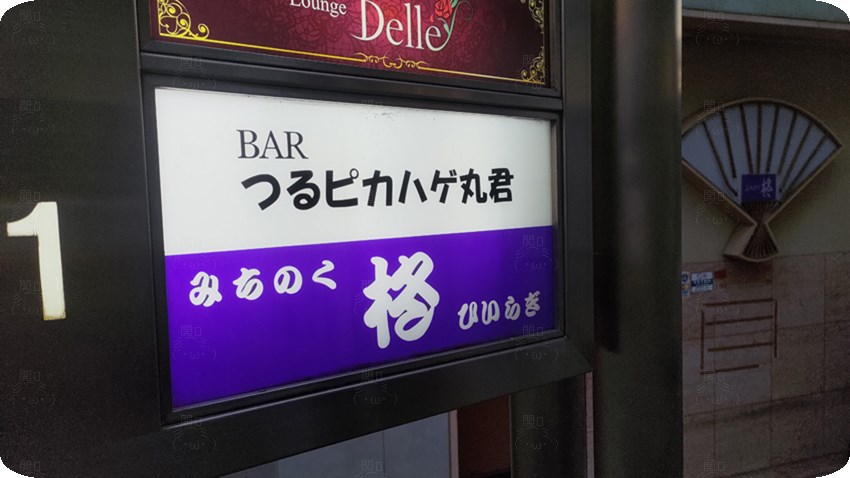 Lounge
Delle
BAR
つるピカハゲ丸君
みちのく 柊 ひいらぎ
1